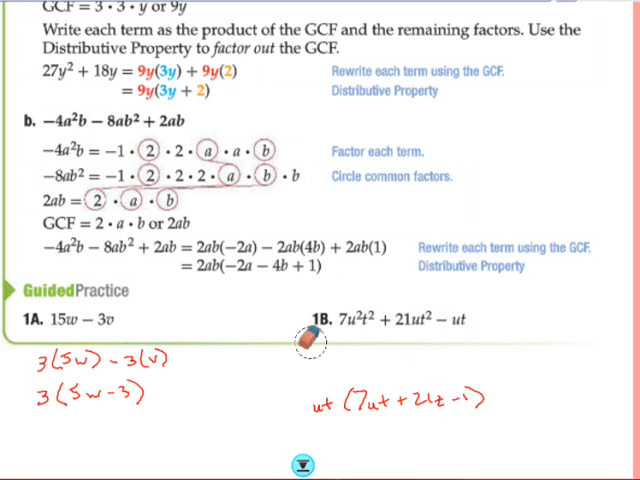 GCF = 3 • 3 • y or 9y
Write each term as the product of the GCF and the remaining factors. Use the
Distributive Property to factor out the GCF.
27y² + 18y = 9y(3y) + 9y(2) Rewrite each term using the GCF.
= 9y(3y + 2) Distributive Property
b. −4a²b − 8ab² + 2ab
−4a²b = −1 • 2 • 2 • a • a • b Factor each term.
−8ab² = −1 • 2 • 2 • 2 • a • b • b Circle common factors.
2ab = 2 • a • b
GCF = 2 • a • b or 2ab
−4a²b − 8ab² + 2ab = 2ab(−2a) − 2ab(4b) + 2ab(1) Rewrite each term using the GCF.
= 2ab(−2a − 4b + 1) Distributive Property
GuidedPractice
1A. 15w − 3v 1B. 7u²t² + 21ut² − ut
3(5w) - 3(v)
3(5w - 3)
ut (7ut + 21t - 1)